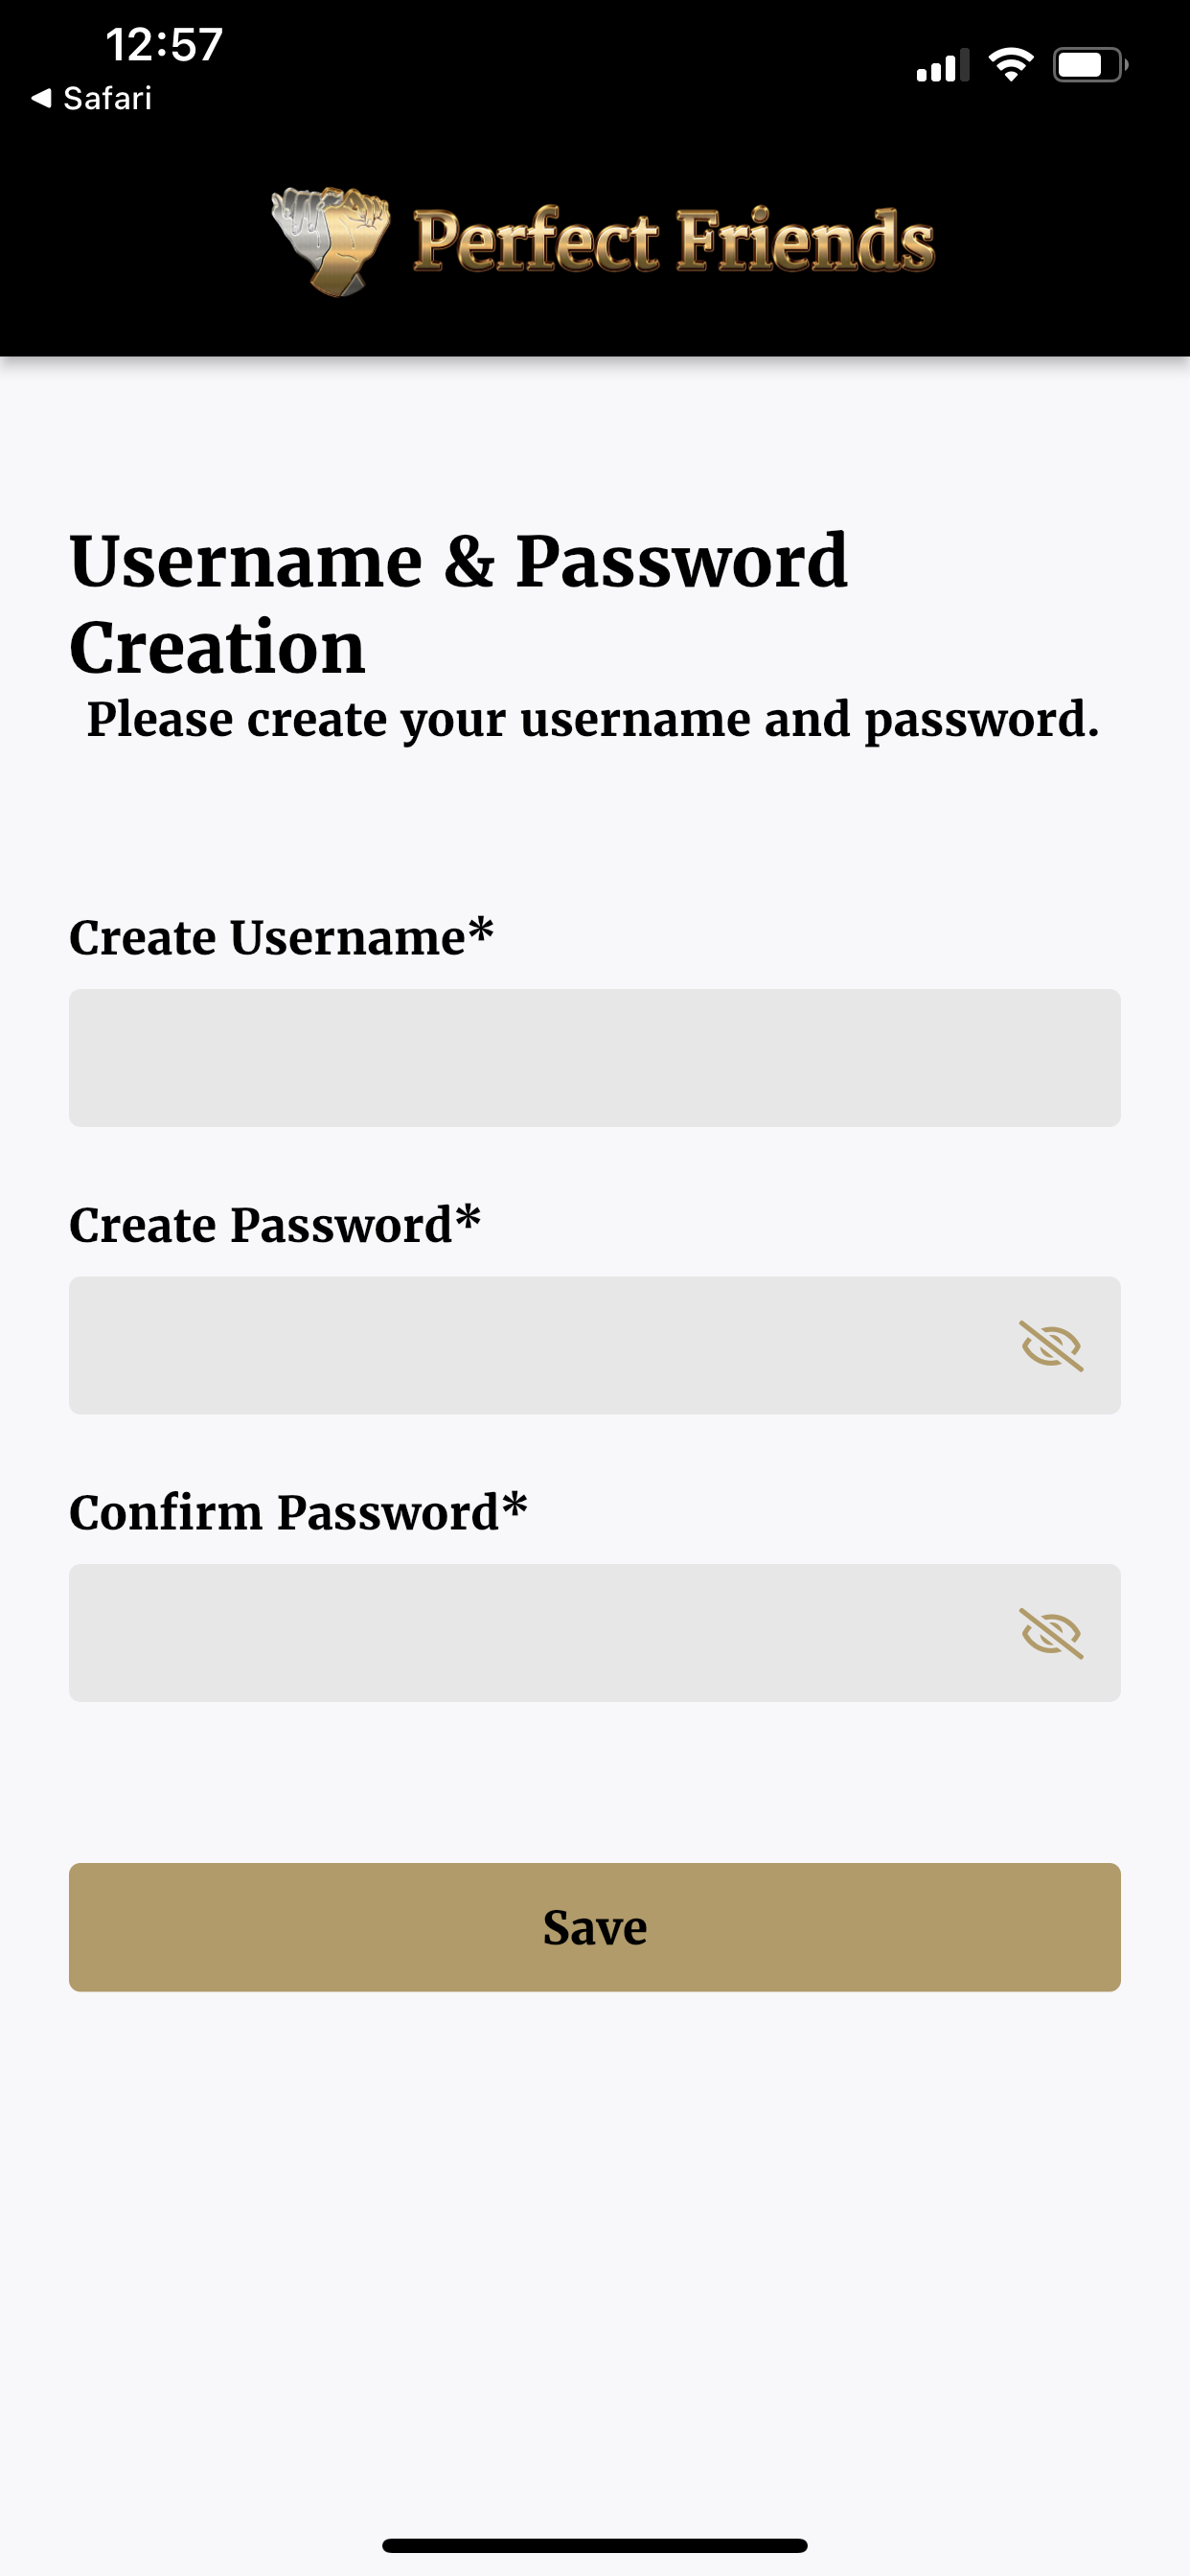 12:57
Safari
Perfect Friends
Username & Password
Creation
Please create your username and password.
Create Username*
Create Password*
Confirm Password*
Save